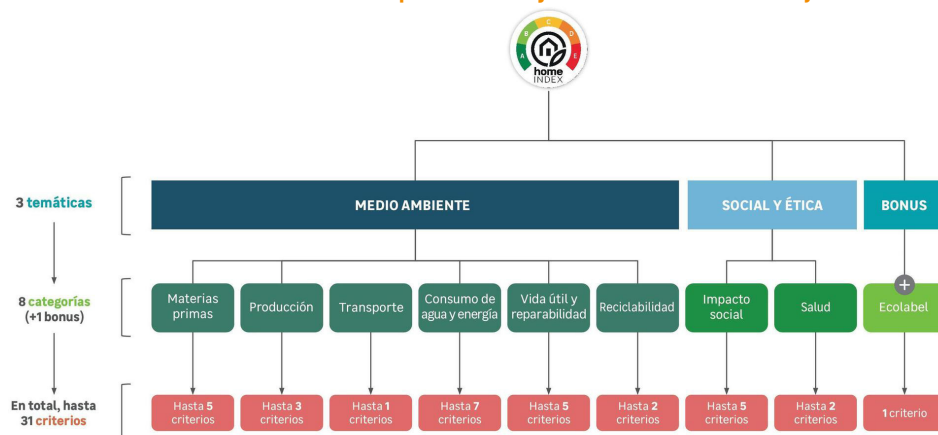 A B C D E
home
INDEX
3 temáticas
MEDIO AMBIENTE
SOCIAL Y ÉTICA
BONUS
8 categorías
(+1 bonus)
Materias
primas
Producción
Transporte
Consumo de
agua y energía
Vida útil y
reparabilidad
Reciclabilidad
Impacto
social
Salud
+
Ecolabel
En total, hasta
31 criterios
Hasta 5
criterios
Hasta 3
criterios
Hasta 1
criterios
Hasta 7
criterios
Hasta 5
criterios
Hasta 2
criterios
Hasta 5
criterios
Hasta 2
criterios
1 criterio